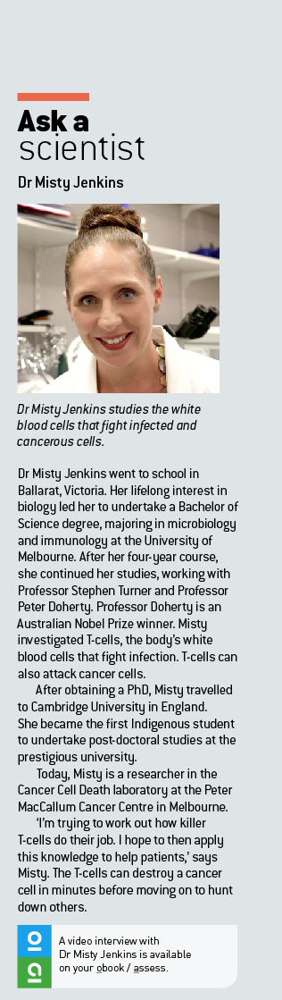 Ask a
scientist
Dr Misty Jenkins
Dr Misty Jenkins studies the white
blood cells that fight infected and
cancerous cells.
Dr Misty Jenkins went to school in
Ballarat, Victoria. Her lifelong interest in
biology led her to undertake a Bachelor of
Science degree, majoring in microbiology
and immunology at the University of
Melbourne. After her four-year course,
she continued her studies, working with
Professor Stephen Turner and Professor
Peter Doherty. Professor Doherty is an
Australian Nobel Prize winner. Misty
investigated T-cells, the body's white
blood cells that fight infection. T-cells can
also attack cancer cells.
After obtaining a PhD, Misty travelled
to Cambridge University in England.
She became the first Indigenous student
to undertake post-doctoral studies at the
prestigious university.
Today, Misty is a researcher in the
Cancer Cell Death laboratory at the Peter
MacCallum Cancer Centre in Melbourne.
'I'm trying to work out how killer
T-cells do their job. I hope to then apply
this knowledge to help patients,' says
Misty. The T-cells can destroy a cancer
cell in minutes before moving on to hunt
down others.
A video interview with
Dr Misty Jenkins is available
on your obook / assess.